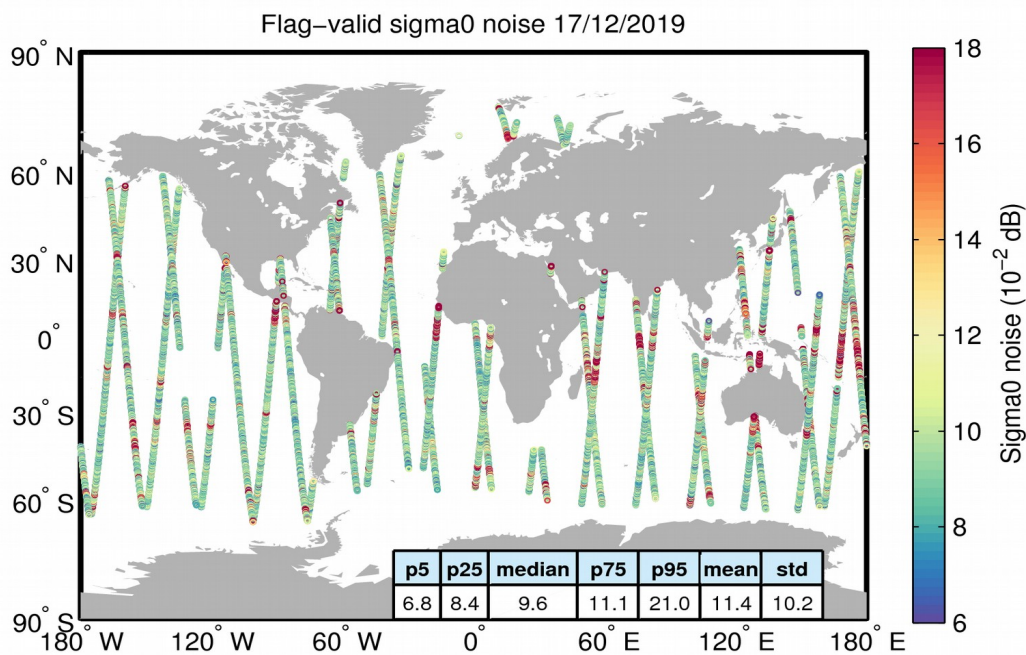 Flag−valid sigma0 noise 17/12/2019
90° N
60° N
30° N
0°
30° S
60° S
90° S
180° W
120° W
60° W
0°
60° E
120° E
180° E
p5 p25 median p75 p95 mean std
6.8 8.4 9.6 11.1 21.0 11.4 10.2
18
16
14
12
10
8
6
Sigma0 noise (10⁻² dB)